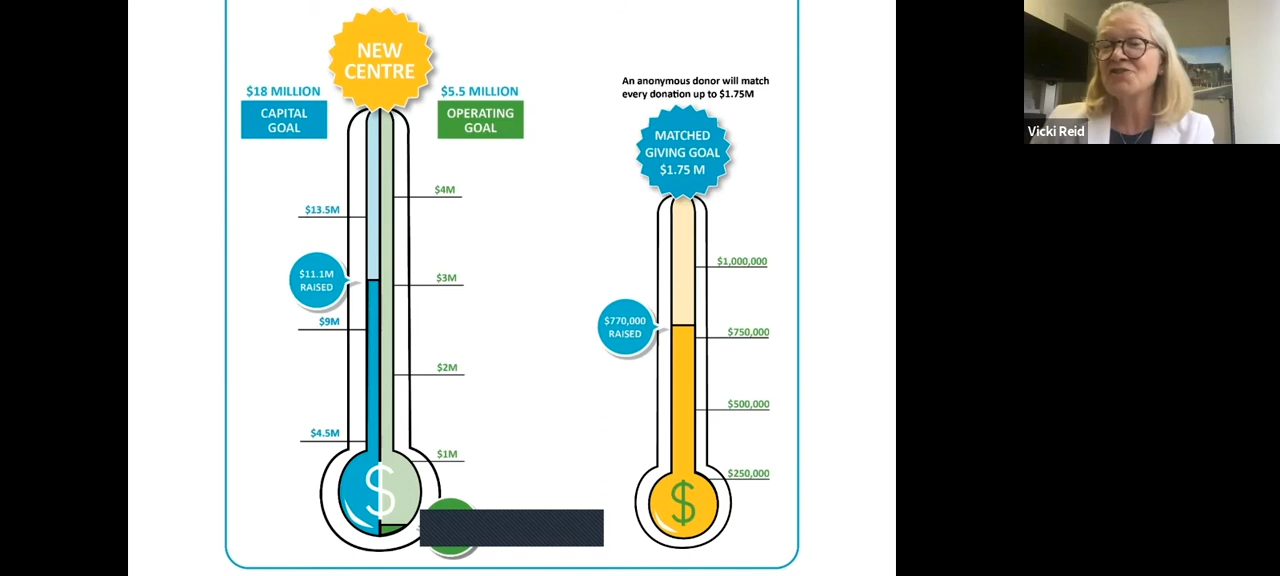 NEW
CENTRE
$18 MILLION
CAPITAL
GOAL
$5.5 MILLION
OPERATING
GOAL
$13.5M
$11.1M
RAISED
$9M
$4.5M
$4M
$3M
$2M
$1M
$
An anonymous donor will match
every donation up to $1.75M
MATCHED
GIVING GOAL
$1.75 M
$1,000,000
$770,000
RAISED
$750,000
$500,000
$250,000
$
Vicki Reid